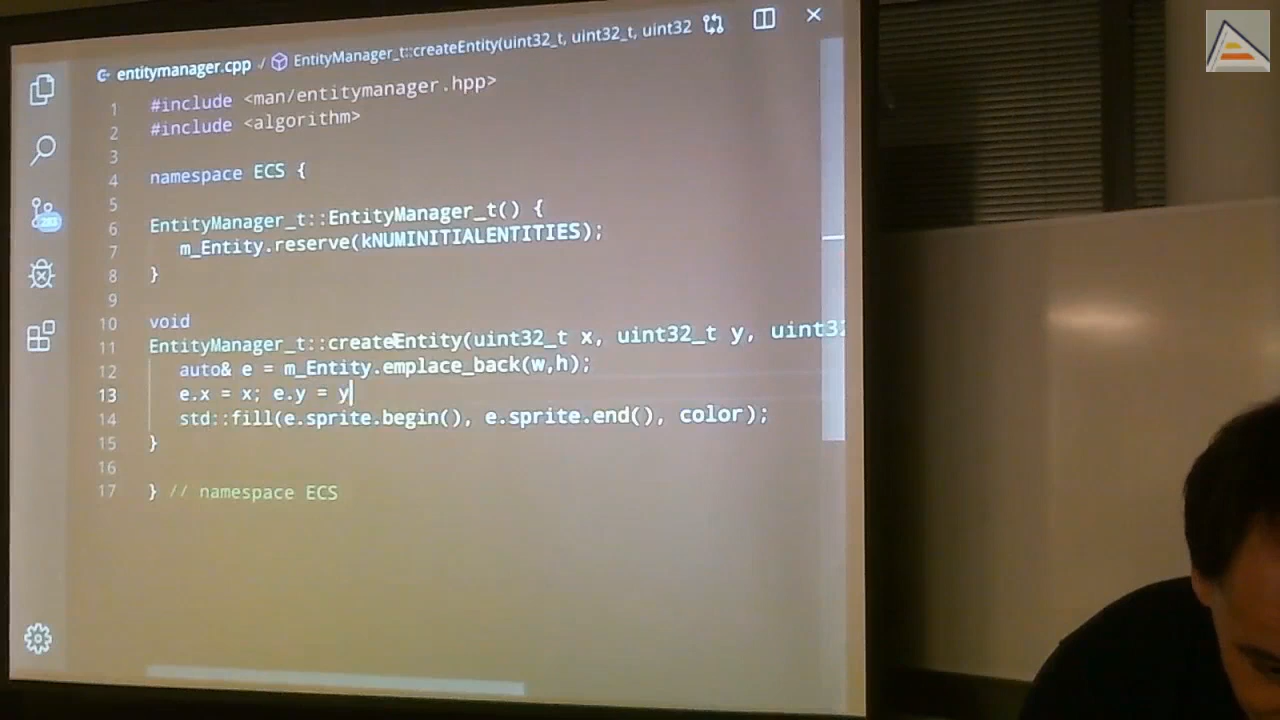 entitymanager.cpp / EntityManager_t::createEntity(uint32_t, uint32_t, uint32
1 #include <man/entitymanager.hpp>
2 #include <algorithm>
3
4 namespace ECS {
5
6 EntityManager_t::EntityManager_t() {
7 m_Entity.reserve(kNUMINITIALENTITIES);
8 }
9
10 void
11 EntityManager_t::createEntity(uint32_t x, uint32_t y, uint32
12 auto& e = m_Entity.emplace_back(w,h);
13 e.x = x; e.y = y
14 std::fill(e.sprite.begin(), e.sprite.end(), color);
15 }
16
17 } // namespace ECS